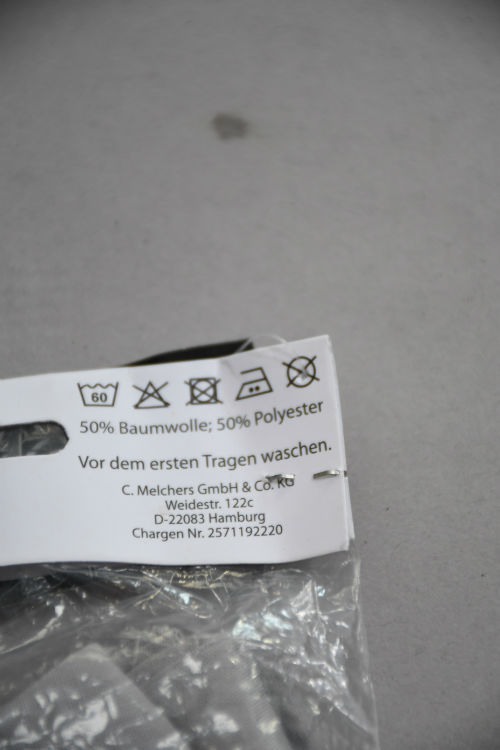 60
50% Baumwolle; 50% Polyester
Vor dem ersten Tragen waschen.
C. Melchers GmbH & Co. KG
Weidestr. 122c
D-22083 Hamburg
Chargen Nr. 2571192220